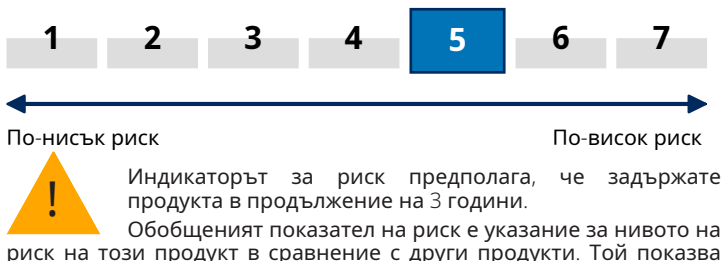 1 2 3 4 5 6 7
По-нисък риск По-висок риск
!
Индикаторът за риск предполага, че задържате
продукта в продължение на 3 години.
Обобщеният показател на риск е указание за нивото на
риск на този продукт в сравнение с други продукти. Той показва